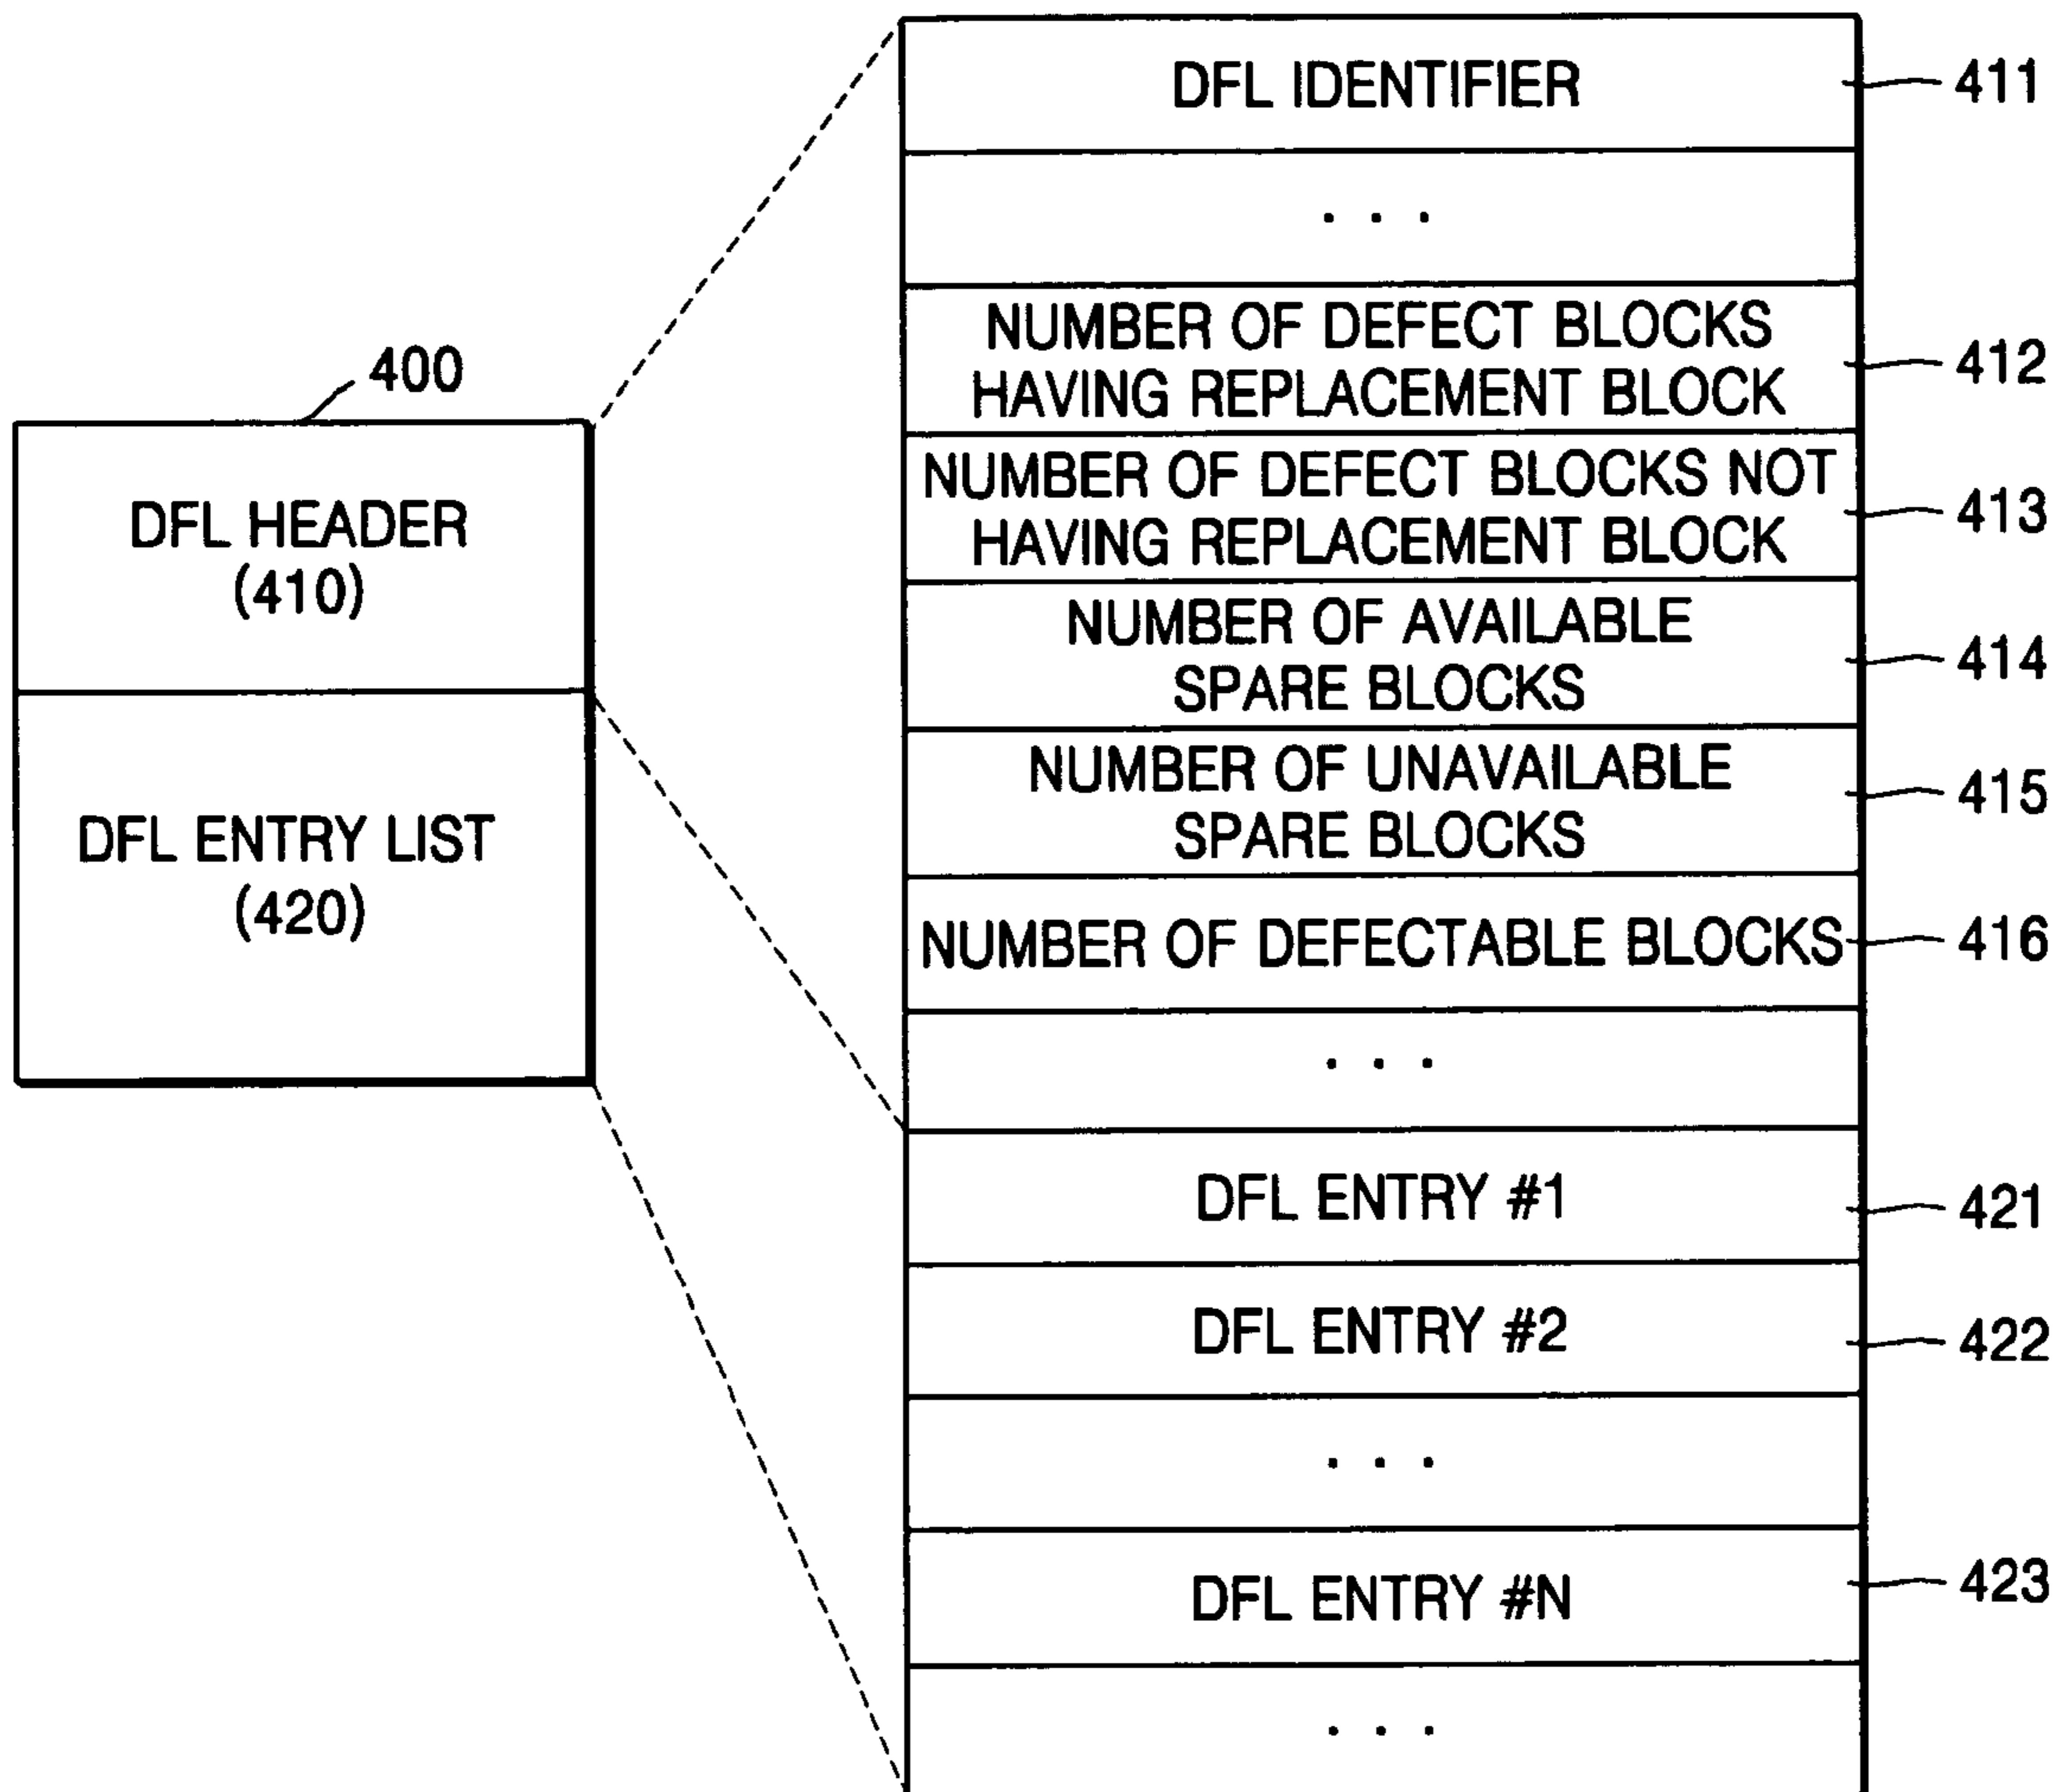 400
DFL HEADER
(410)
DFL ENTRY LIST
(420)
DFL IDENTIFIER
411
. . .
NUMBER OF DEFECT BLOCKS
HAVING REPLACEMENT BLOCK
412
NUMBER OF DEFECT BLOCKS NOT
HAVING REPLACEMENT BLOCK
413
NUMBER OF AVAILABLE
SPARE BLOCKS
414
NUMBER OF UNAVAILABLE
SPARE BLOCKS
415
NUMBER OF DEFECTABLE BLOCKS
416
. . .
DFL ENTRY #1
421
DFL ENTRY #2
422
. . .
DFL ENTRY #N
423
. . .